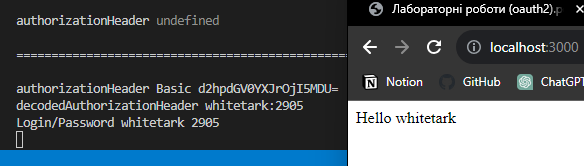 authorizationHeader undefined
=====================================================
authorizationHeader Basic d2hpdGV0YXJrOjI5MDU=
decodedAuthorizationHeader whitetark:2905
Login/Password whitetark 2905
Лабораторні роботи (oauth2).p
localhost:3000
Notion GitHub ChatGPT
Hello whitetark